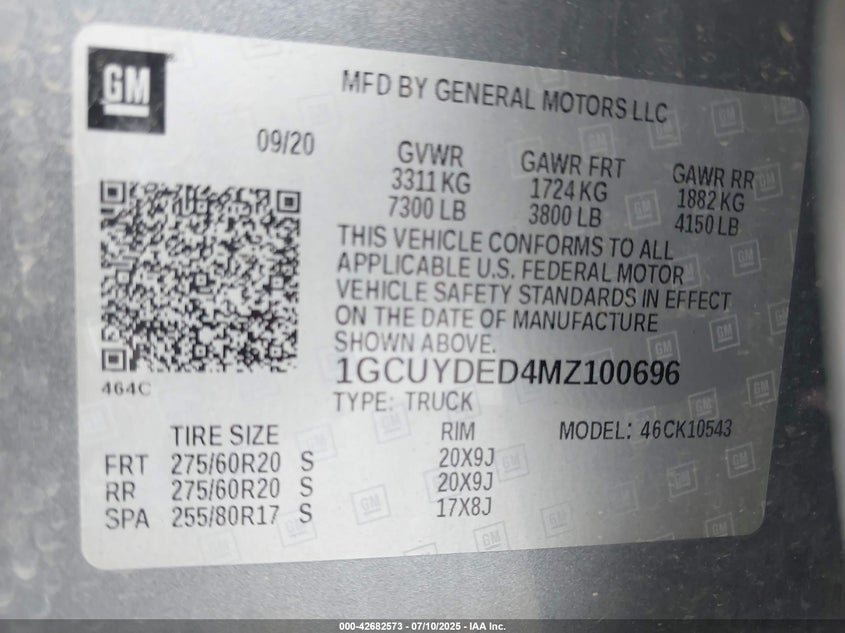 GM
MFD BY GENERAL MOTORS LLC
09/20
GVWR GAWR FRT GAWR RR
3311 KG 1724 KG 1882 KG
7300 LB 3800 LB 4150 LB
THIS VEHICLE CONFORMS TO ALL
APPLICABLE U.S. FEDERAL MOTOR
VEHICLE SAFETY STANDARDS IN EFFECT
ON THE DATE OF MANUFACTURE
SHOWN ABOVE.
464C
1GCUYDED4MZ100696
TYPE: TRUCK
TIRE SIZE RIM MODEL: 46CK10543
FRT 275/60R20 S 20X9J
RR 275/60R20 S 20X9J
SPA 255/80R17 S 17X8J
000-42682573 - 07/10/2025 - IAA Inc.